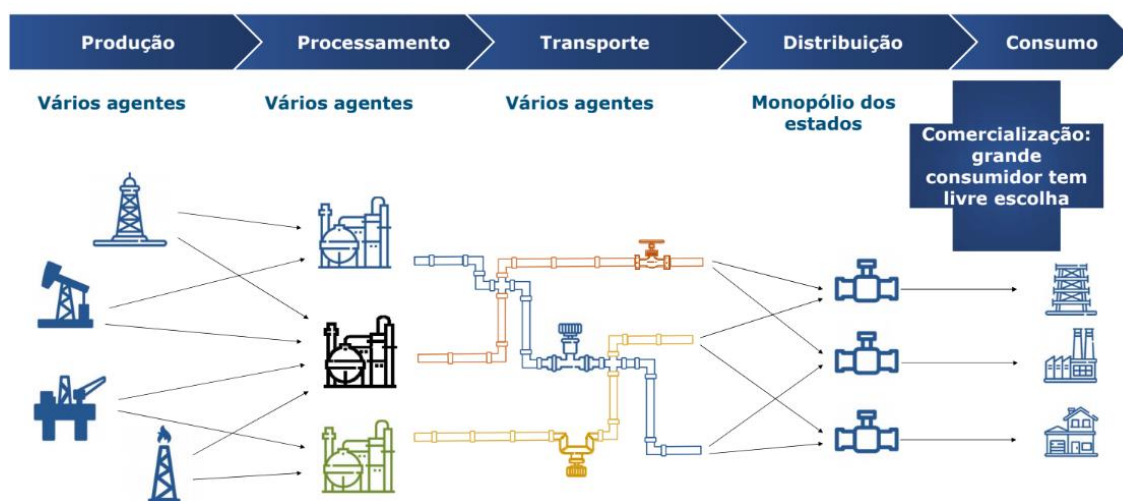 Produção
Processamento
Transporte
Distribuição
Consumo
Vários agentes
Vários agentes
Vários agentes
Monopólio dos
estados
Comercialização:
grande
consumidor tem
livre escolha